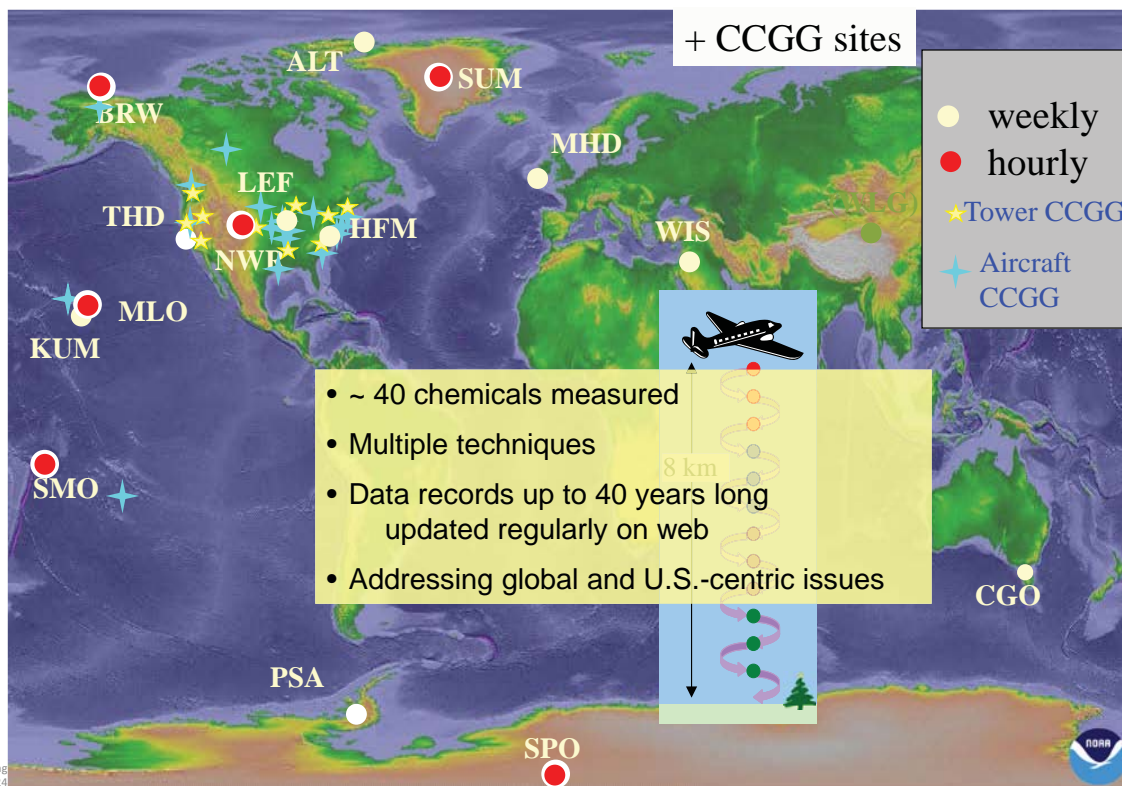 + CCGG sites
ALT
SUM
BRW
MHD
weekly
hourly
LEF
THD
Tower CCGG
HFM
WIS
NWR
Aircraft
CCGG
MLO
KUM
• ~ 40 chemicals measured
• Multiple techniques
8 km
• Data records up to 40 years long
updated regularly on web
SMO
• Addressing global and U.S.-centric issues
CGO
PSA
SPO
NOAA